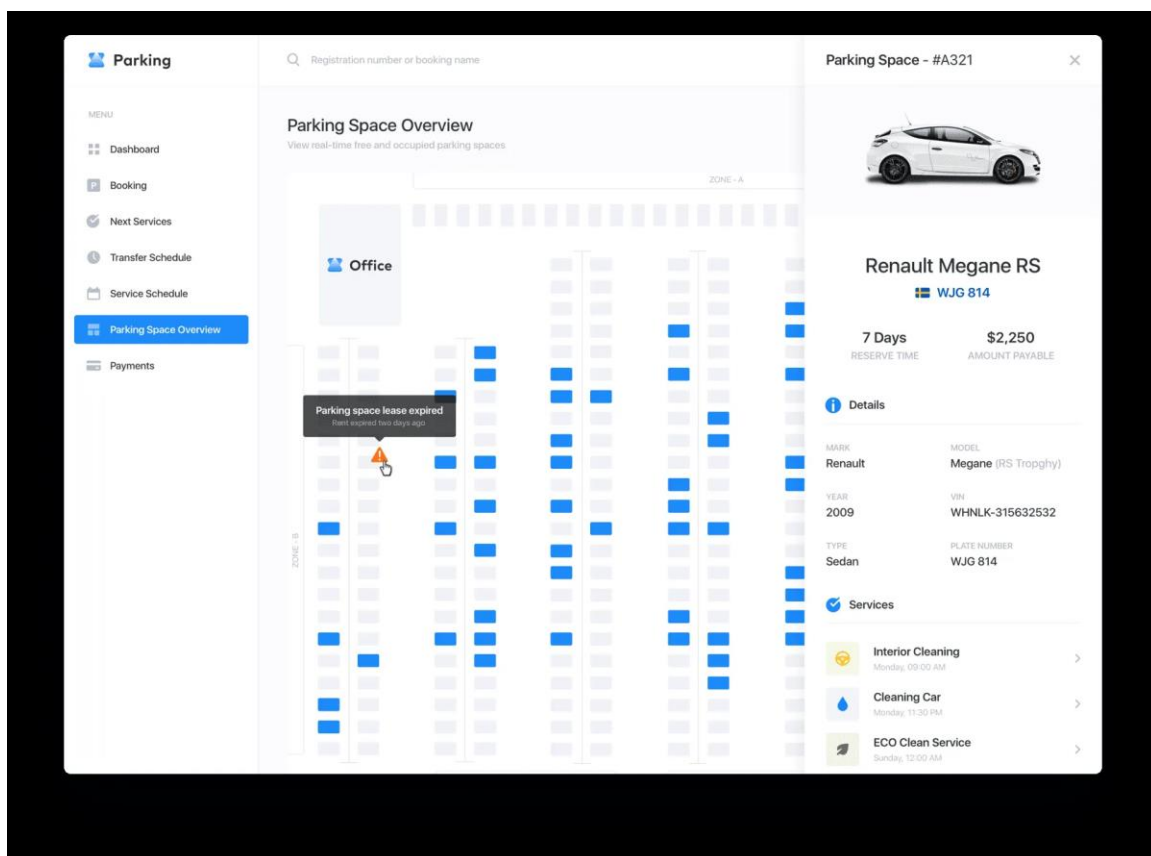 Parking
Registration number or booking name
MENU
Dashboard
P
Booking
Next Services
Transfer Schedule
Service Schedule
Parking Space Overview
Payments
Parking Space Overview
View real-time free and occupied parking spaces
ZONE - A
Office
Parking space lease expired
Rent expired two days ago
ZONE - B
Parking Space - #A321
Renault Megane RS
WJG 814
7 Days
$2,250
RESERVE TIME
AMOUNT PAYABLE
Details
MARK
MODEL
Renault
Megane (RS Tropghy)
YEAR
VIN
2009
WHNLK-315632532
TYPE
PLATE NUMBER
Sedan
WJG 814
Services
Interior Cleaning
Monday, 09:00 AM
Cleaning Car
Monday, 11:30 PM
ECO Clean Service
Sunday, 12:00 AM